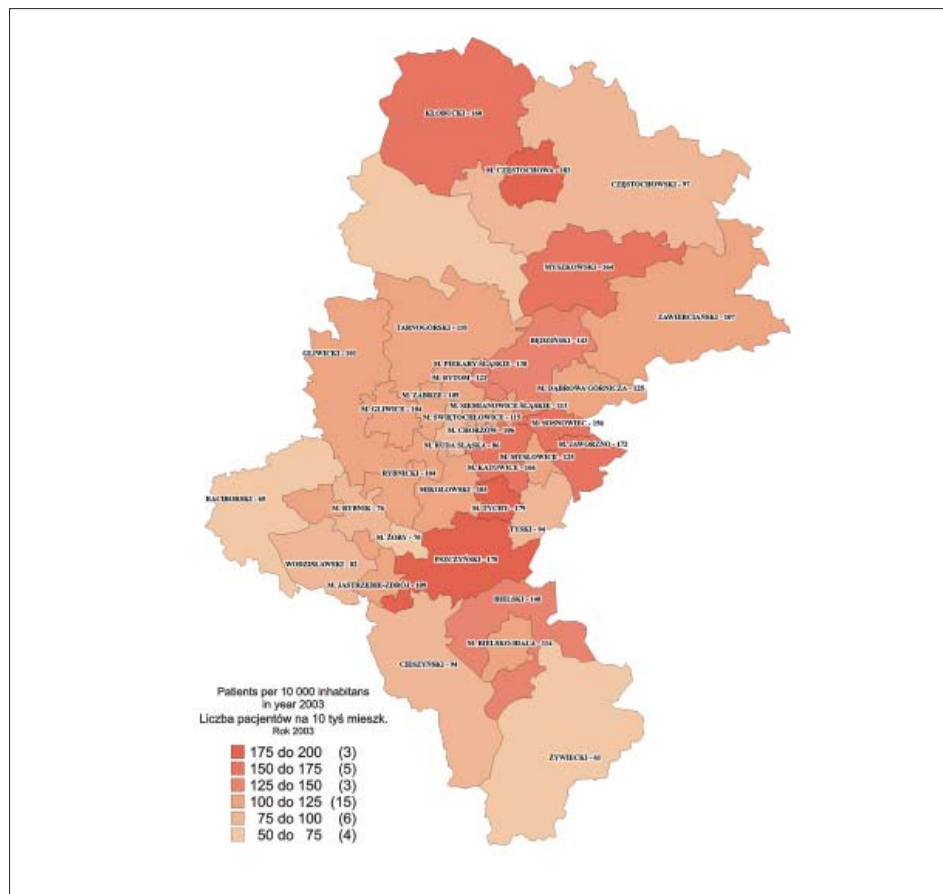 KŁOBUCKI - 160
M. CZĘSTOCHOWA - 183
CZĘSTOCHOWSKI - 97
MYSZKOWSKI - 164
ZAWIERCIAŃSKI - 107
TARNOGÓRSKI - 110
BĘDZIŃSKI - 143
GLIWICKI - 102
M. PIEKARY ŚLĄSKIE - 138
M. BYTOM - 123
M. DĄBROWA GÓRNICZA - 125
M. ZABRZE - 109
M. GLIWICE - 104
M. SIEMIANOWICE ŚLĄSKIE - 113
M. ŚWIĘTOCHŁOWICE - 115
M. SOSNOWIEC - 156
M. CHORZÓW - 106
M. RUDA ŚLĄSKA - 86
M. JAWORZNO - 172
M. MYSŁOWICE - 125
RYBNICKI - 104
M. KATOWICE - 166
RACIBORSKI - 65
MIKOŁOWSKI - 103
M. RYBNIK - 76
M. TYCHY - 179
TYSKI - 94
M. ŻORY - 70
WODZISŁAWSKI - 82
PSZCZYŃSKI - 178
M. JASTRZĘBIE-ZDRÓJ - 109
BIELSKI - 140
M. BIELSKO-BIAŁA - 114
CIESZYŃSKI - 94
ŻYWIECKI - 61
Patients per 10 000 inhabitans
in year 2003
Liczba pacjentów na 10 tyś mieszk.
Rok 2003
175 do 200 (3)
150 do 175 (5)
125 do 150 (3)
100 do 125 (15)
75 do 100 (6)
50 do 75 (4)